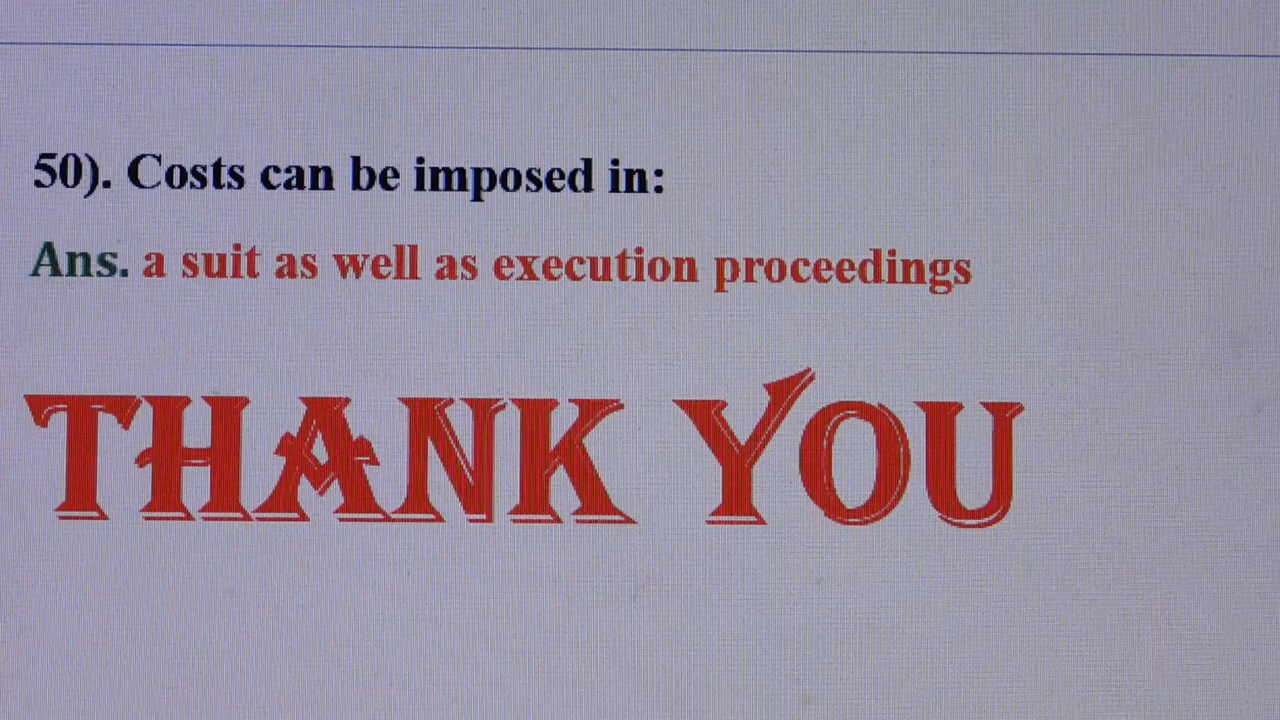 50). Costs can be imposed in:
Ans. a suit as well as execution proceedings
THANK YOU